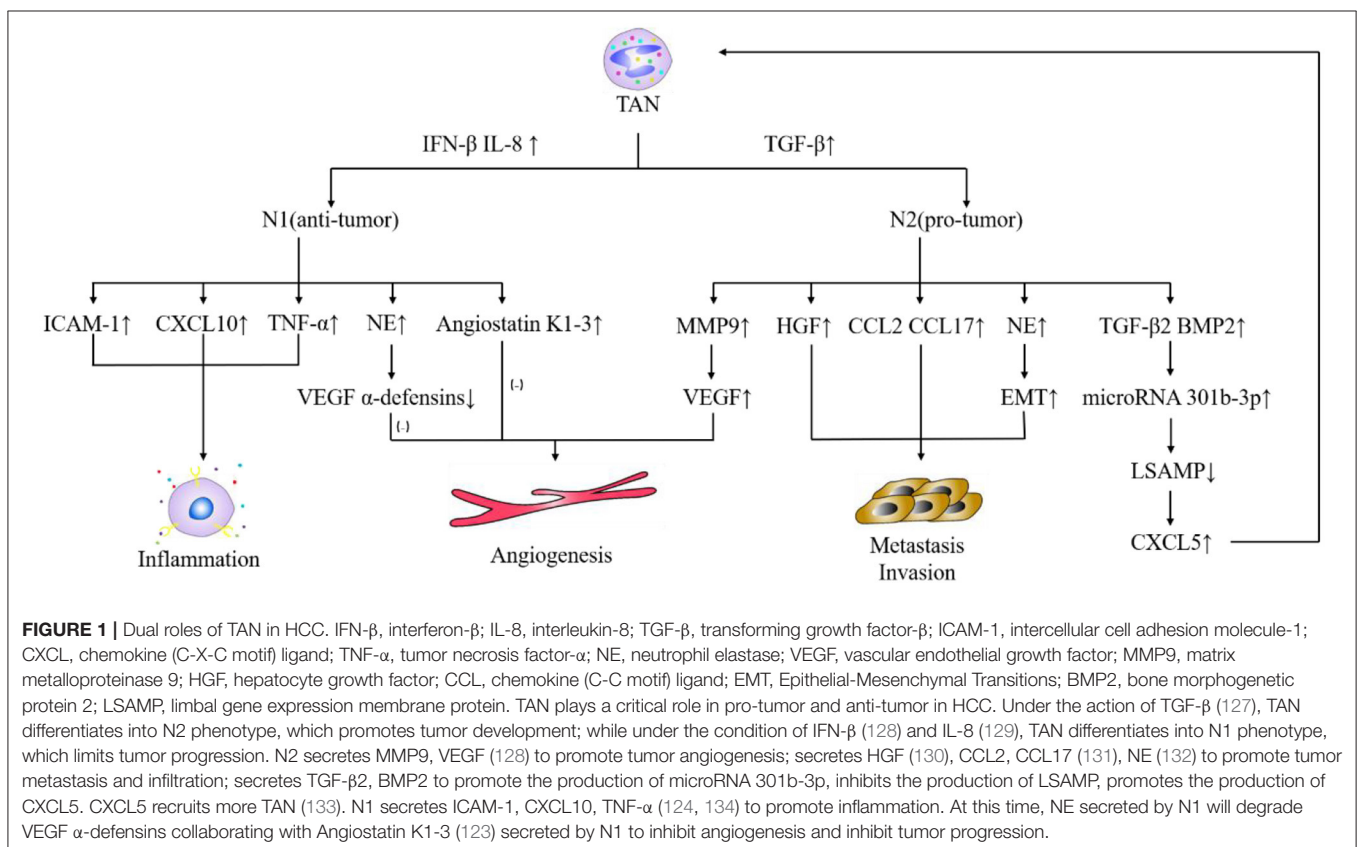 TAN
IFN-β IL-8 ↑ TGF-β↑
N1(anti-tumor) N2(pro-tumor)
ICAM-1↑ CXCL10↑ TNF-α↑ NE↑ Angiostatin K1-3↑ MMP9↑ HGF↑ CCL2 CCL17↑ NE↑ TGF-β2 BMP2↑
(-)
VEGF α-defensins↓ VEGF↑ EMT↑ microRNA 301b-3p↑
(-)
LSAMP↓
CXCL5↑
Inflammation Angiogenesis Metastasis
Invasion
FIGURE 1 | Dual roles of TAN in HCC. IFN-β, interferon-β; IL-8, interleukin-8; TGF-β, transforming growth factor-β; ICAM-1, intercellular cell adhesion molecule-1;
CXCL, chemokine (C-X-C motif) ligand; TNF-α, tumor necrosis factor-α; NE, neutrophil elastase; VEGF, vascular endothelial growth factor; MMP9, matrix
metalloproteinase 9; HGF, hepatocyte growth factor; CCL, chemokine (C-C motif) ligand; EMT, Epithelial-Mesenchymal Transitions; BMP2, bone morphogenetic
protein 2; LSAMP, limbal gene expression membrane protein. TAN plays a critical role in pro-tumor and anti-tumor in HCC. Under the action of TGF-β (127), TAN
differentiates into N2 phenotype, which promotes tumor development; while under the condition of IFN-β (128) and IL-8 (129), TAN differentiates into N1 phenotype,
which limits tumor progression. N2 secretes MMP9, VEGF (128) to promote tumor angiogenesis; secretes HGF (130), CCL2, CCL17 (131), NE (132) to promote tumor
metastasis and infiltration; secretes TGF-β2, BMP2 to promote the production of microRNA 301b-3p, inhibits the production of LSAMP, promotes the production of
CXCL5. CXCL5 recruits more TAN (133). N1 secretes ICAM-1, CXCL10, TNF-α (124, 134) to promote inflammation. At this time, NE secreted by N1 will degrade
VEGF α-defensins collaborating with Angiostatin K1-3 (123) secreted by N1 to inhibit angiogenesis and inhibit tumor progression.